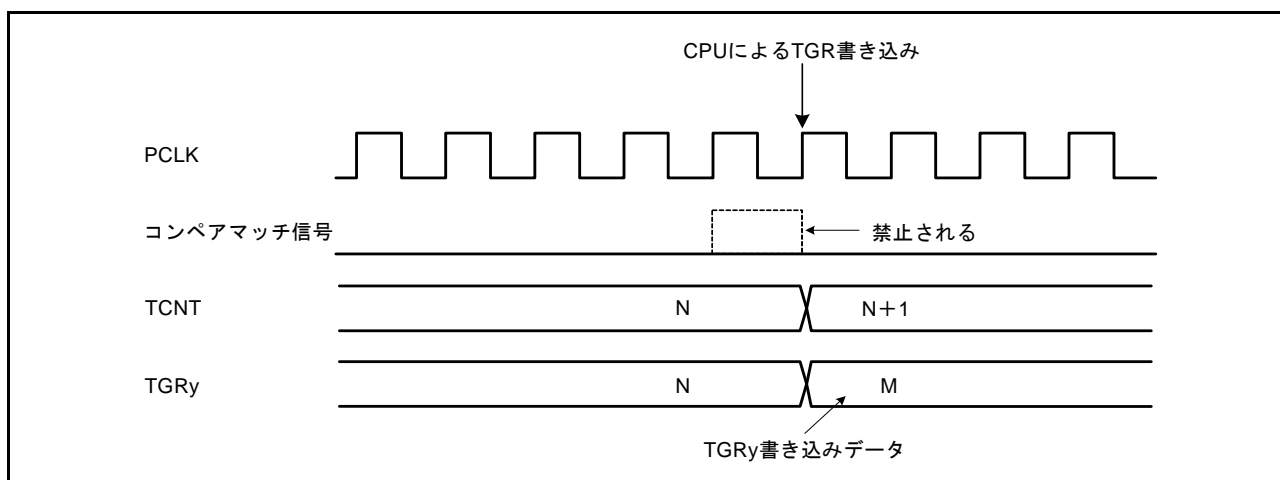 CPUによるTGR書き込み
PCLK
コンペアマッチ信号
禁止される
TCNT
N
N+1
TGRy
N
M
TGRy書き込みデータ